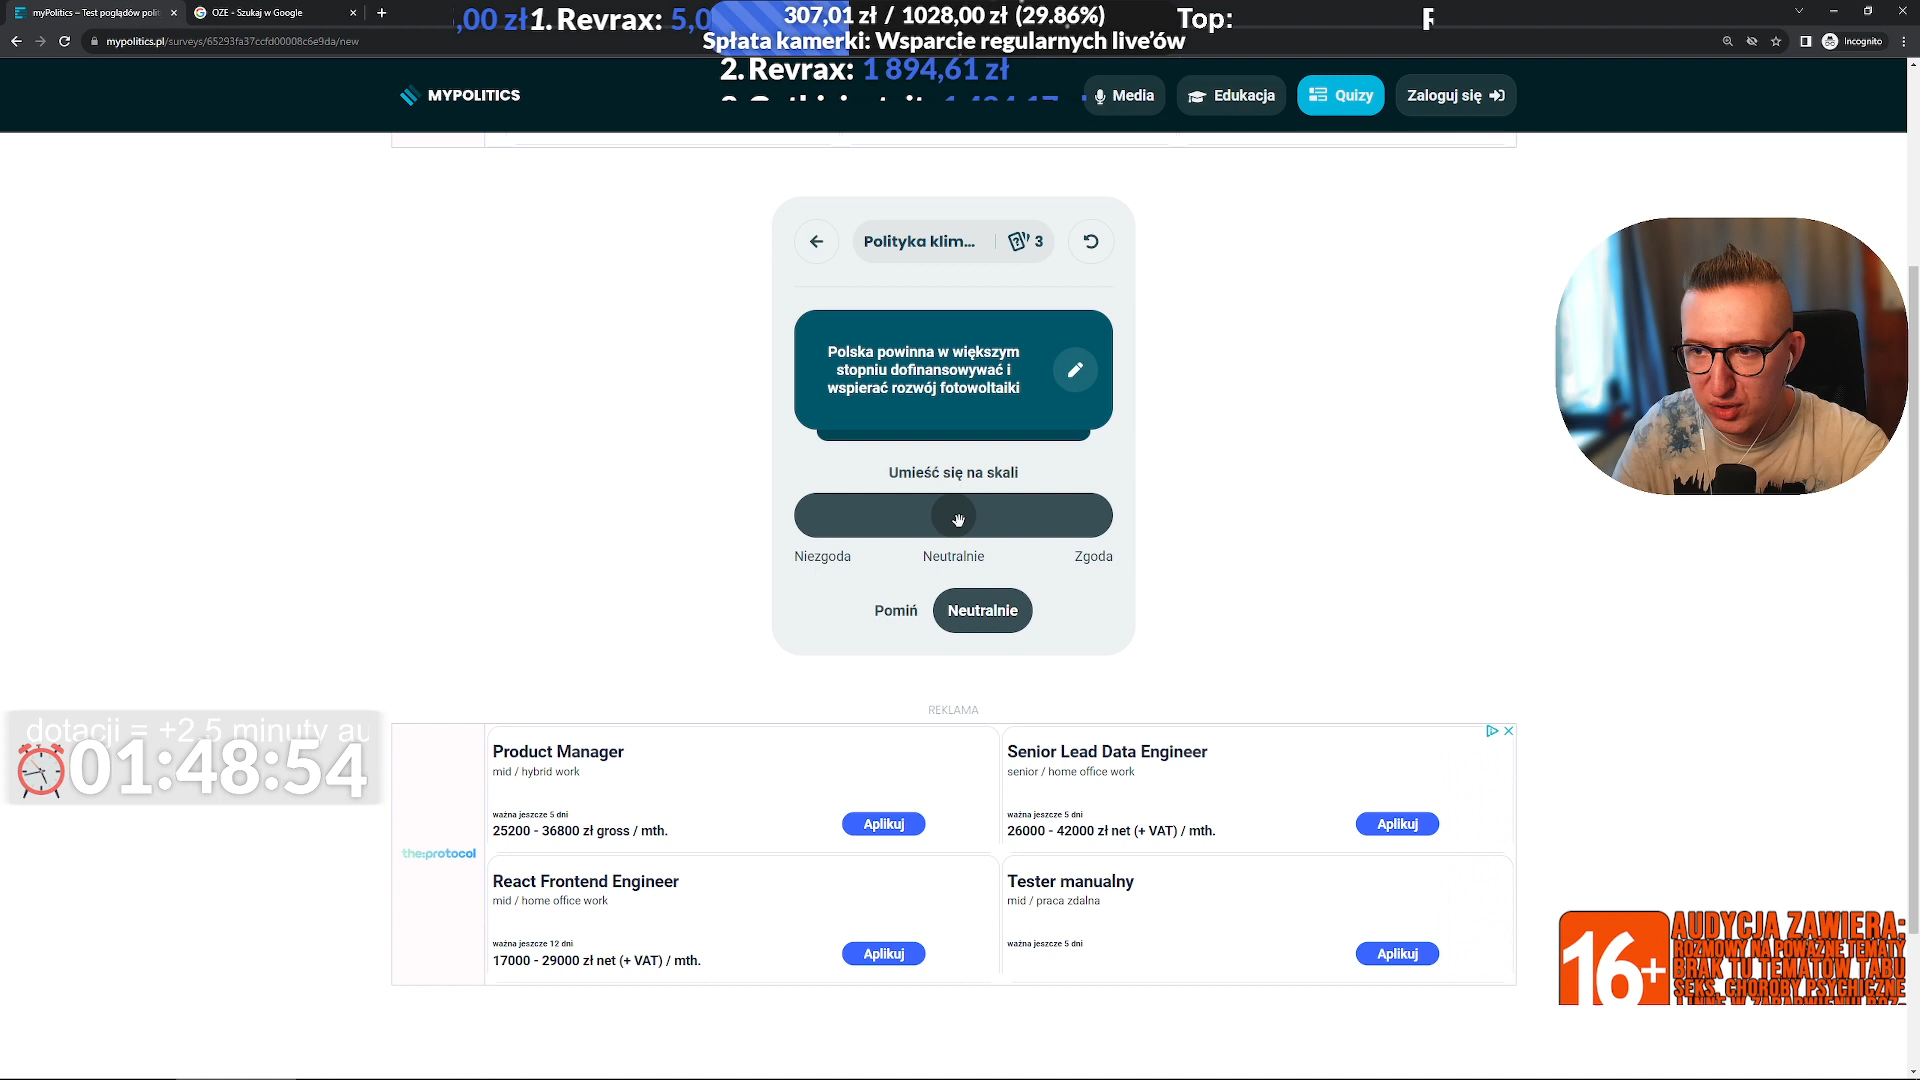 myPolitics – Test poglądów polit
OZE - Szukaj w Google
mypolitics.pl/surveys/65293fa37ccfd00008c6e9da/new
Incognito
,00 zł 1. Revrax: 5,0
307,01 zł / 1028,00 zł (29.86%)
Top:
Spłata kamerki: Wsparcie regularnych live'ów
2. Revrax: 1 894,61 zł
MYPOLITICS
Media
Edukacja
Quizy
Zaloguj się
Polityka klim...
3
Polska powinna w większym
stopniu dofinansowywać i
wspierać rozwój fotowoltaiki
Umieść się na skali
Niezgoda
Neutralnie
Zgoda
Pomiń
Neutralnie
REKLAMA
dotacji = +2.5 minuty au
01:48:54
the:protocol
Product Manager
mid / hybrid work
ważna jeszcze 5 dni
25200 - 36800 zł gross / mth.
Aplikuj
Senior Lead Data Engineer
senior / home office work
ważna jeszcze 5 dni
26000 - 42000 zł net (+ VAT) / mth.
Aplikuj
React Frontend Engineer
mid / home office work
ważna jeszcze 12 dni
17000 - 29000 zł net (+ VAT) / mth.
Aplikuj
Tester manualny
mid / praca zdalna
ważna jeszcze 5 dni
Aplikuj
16+
AUDYCJA ZAWIERA:
ROZMOWY NA POWAŻNE TEMATY
BRAK TU TEMATÓW TABU
SEKS, CHOROBY PSYCHICZNE